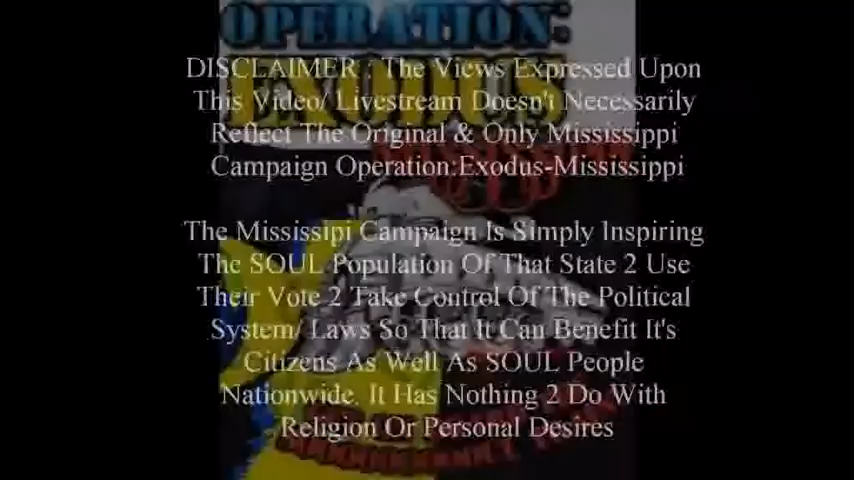 OPERATION:
EXODUS
DISCLAIMER : The Views Expressed Upon
This Video/ Livestream Doesn't Necessarily
Reflect The Original & Only Mississippi
Campaign Operation:Exodus-Mississippi
The Mississipi Campaign Is Simply Inspiring
The SOUL Population Of That State 2 Use
Their Vote 2 Take Control Of The Political
System/ Laws So That It Can Benefit It's
Citizens As Well As SOUL People
Nationwide. It Has Nothing 2 Do With
Religion Or Personal Desires